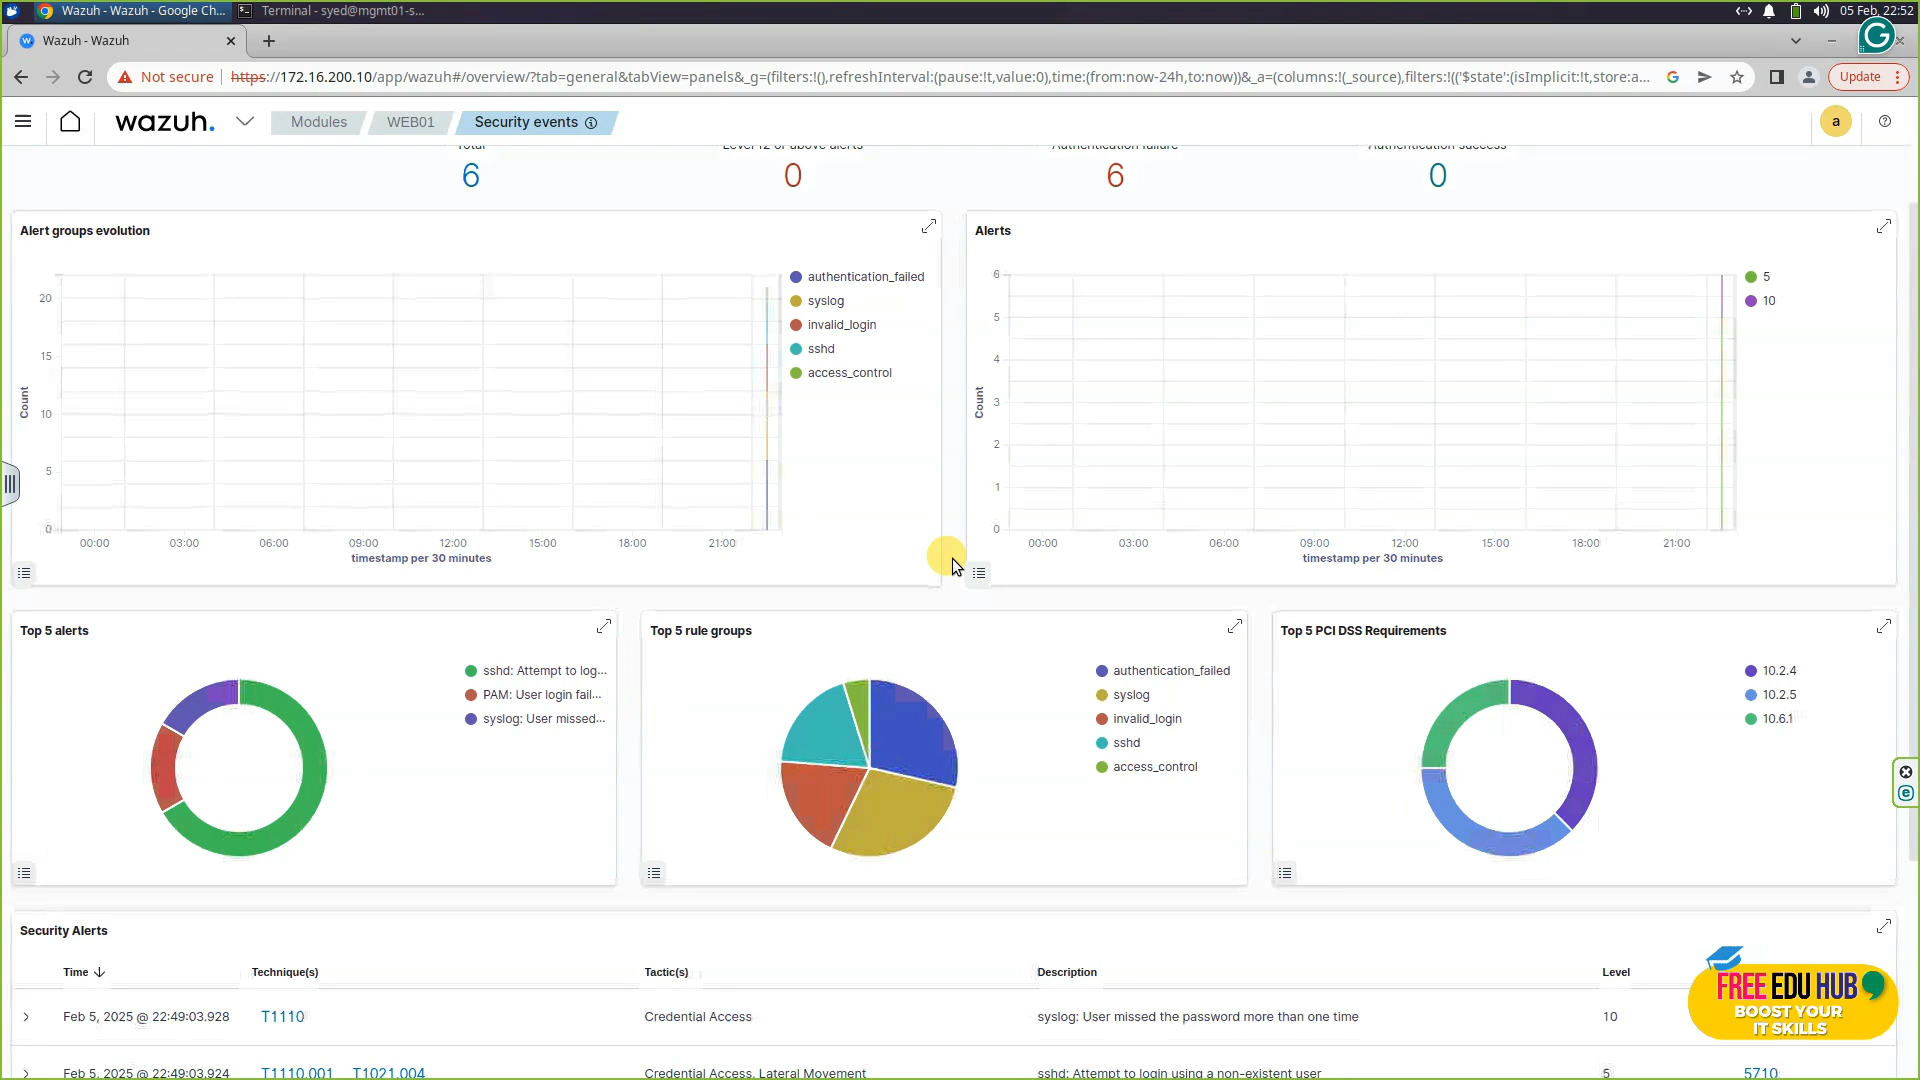 Wazuh - Wazuh - Google Ch...
Terminal - syed@mgmt01-s...
05 Feb, 22:52
Wazuh - Wazuh
Not secure
https://172.16.200.10/app/wazuh#/overview/?tab=general&tabView=panels&_g=(filters:!(),refreshInterval:(pause:!t,value:0),time:(from:now-24h,to:now))&_a=(columns:!(_source),filters:!(('$state':(isImplicit:!t,store:a...
Update
wazuh.
Modules
WEB01
Security events
a
Total
Level 12 or above alerts
Authentication failure
Authentication success
6
0
6
0
Alert groups evolution
20
15
10
5
0
Count
00:00
03:00
06:00
09:00
12:00
15:00
18:00
21:00
timestamp per 30 minutes
authentication_failed
syslog
invalid_login
sshd
access_control
Alerts
6
5
4
3
2
1
0
Count
00:00
03:00
06:00
09:00
12:00
15:00
18:00
21:00
timestamp per 30 minutes
5
10
Top 5 alerts
sshd: Attempt to log...
PAM: User login fail...
syslog: User missed...
Top 5 rule groups
authentication_failed
syslog
invalid_login
sshd
access_control
Top 5 PCI DSS Requirements
10.2.4
10.2.5
10.6.1
Security Alerts
Time
Technique(s)
Tactic(s)
Description
Level
Feb 5, 2025 @ 22:49:03.928
T1110
Credential Access
syslog: User missed the password more than one time
10
Feb 5, 2025 @ 22:49:03.924
T1110.001
T1021.004
Credential Access, Lateral Movement
sshd: Attempt to login using a non-existent user
5
5710
FREE EDU HUB
BOOST YOUR
IT SKILLS